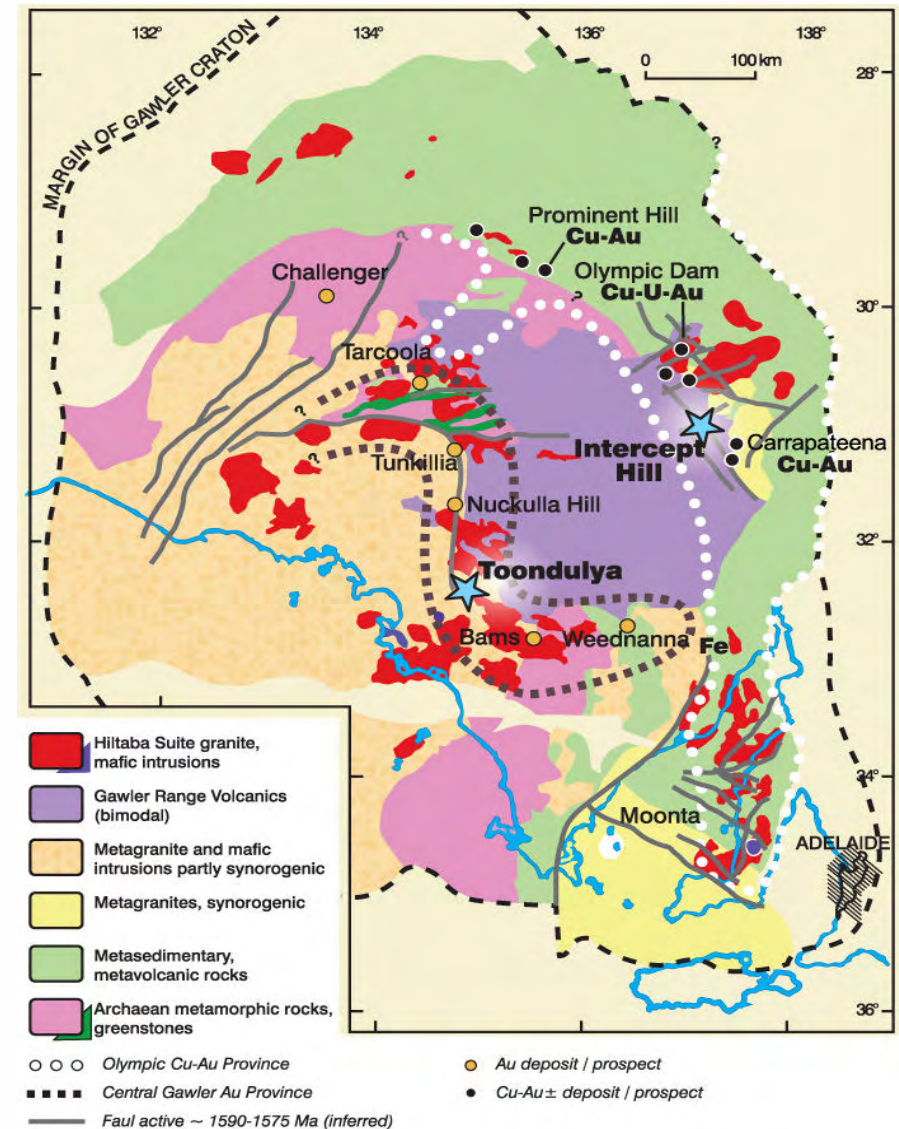 132°
134°
136°
138°
0
100 km
28°
MARGIN OF GAWLER CRATON
?
Prominent Hill
Cu-Au
Challenger
Olympic Dam
Cu-U-Au
?
?
30°
Tarcoola
?
?
Intercept
Hill
Carrapateena
Cu-Au
Tunkillia
Nuckulla Hill
32°
Toondulya
Bams
Weednanna
Fe
34°
Moonta
ADELAIDE
36°
Hiltaba Suite granite,
mafic intrusions
Gawler Range Volcanics
(bimodal)
Metagranite and mafic
intrusions partly synorogenic
Metagranites, synorogenic
Metasedimentary,
metavolcanic rocks
Archaean metamorphic rocks,
greenstones
Olympic Cu-Au Province
Central Gawler Au Province
Faul active ~ 1590-1575 Ma (inferred)
Au deposit / prospect
Cu-Au± deposit / prospect